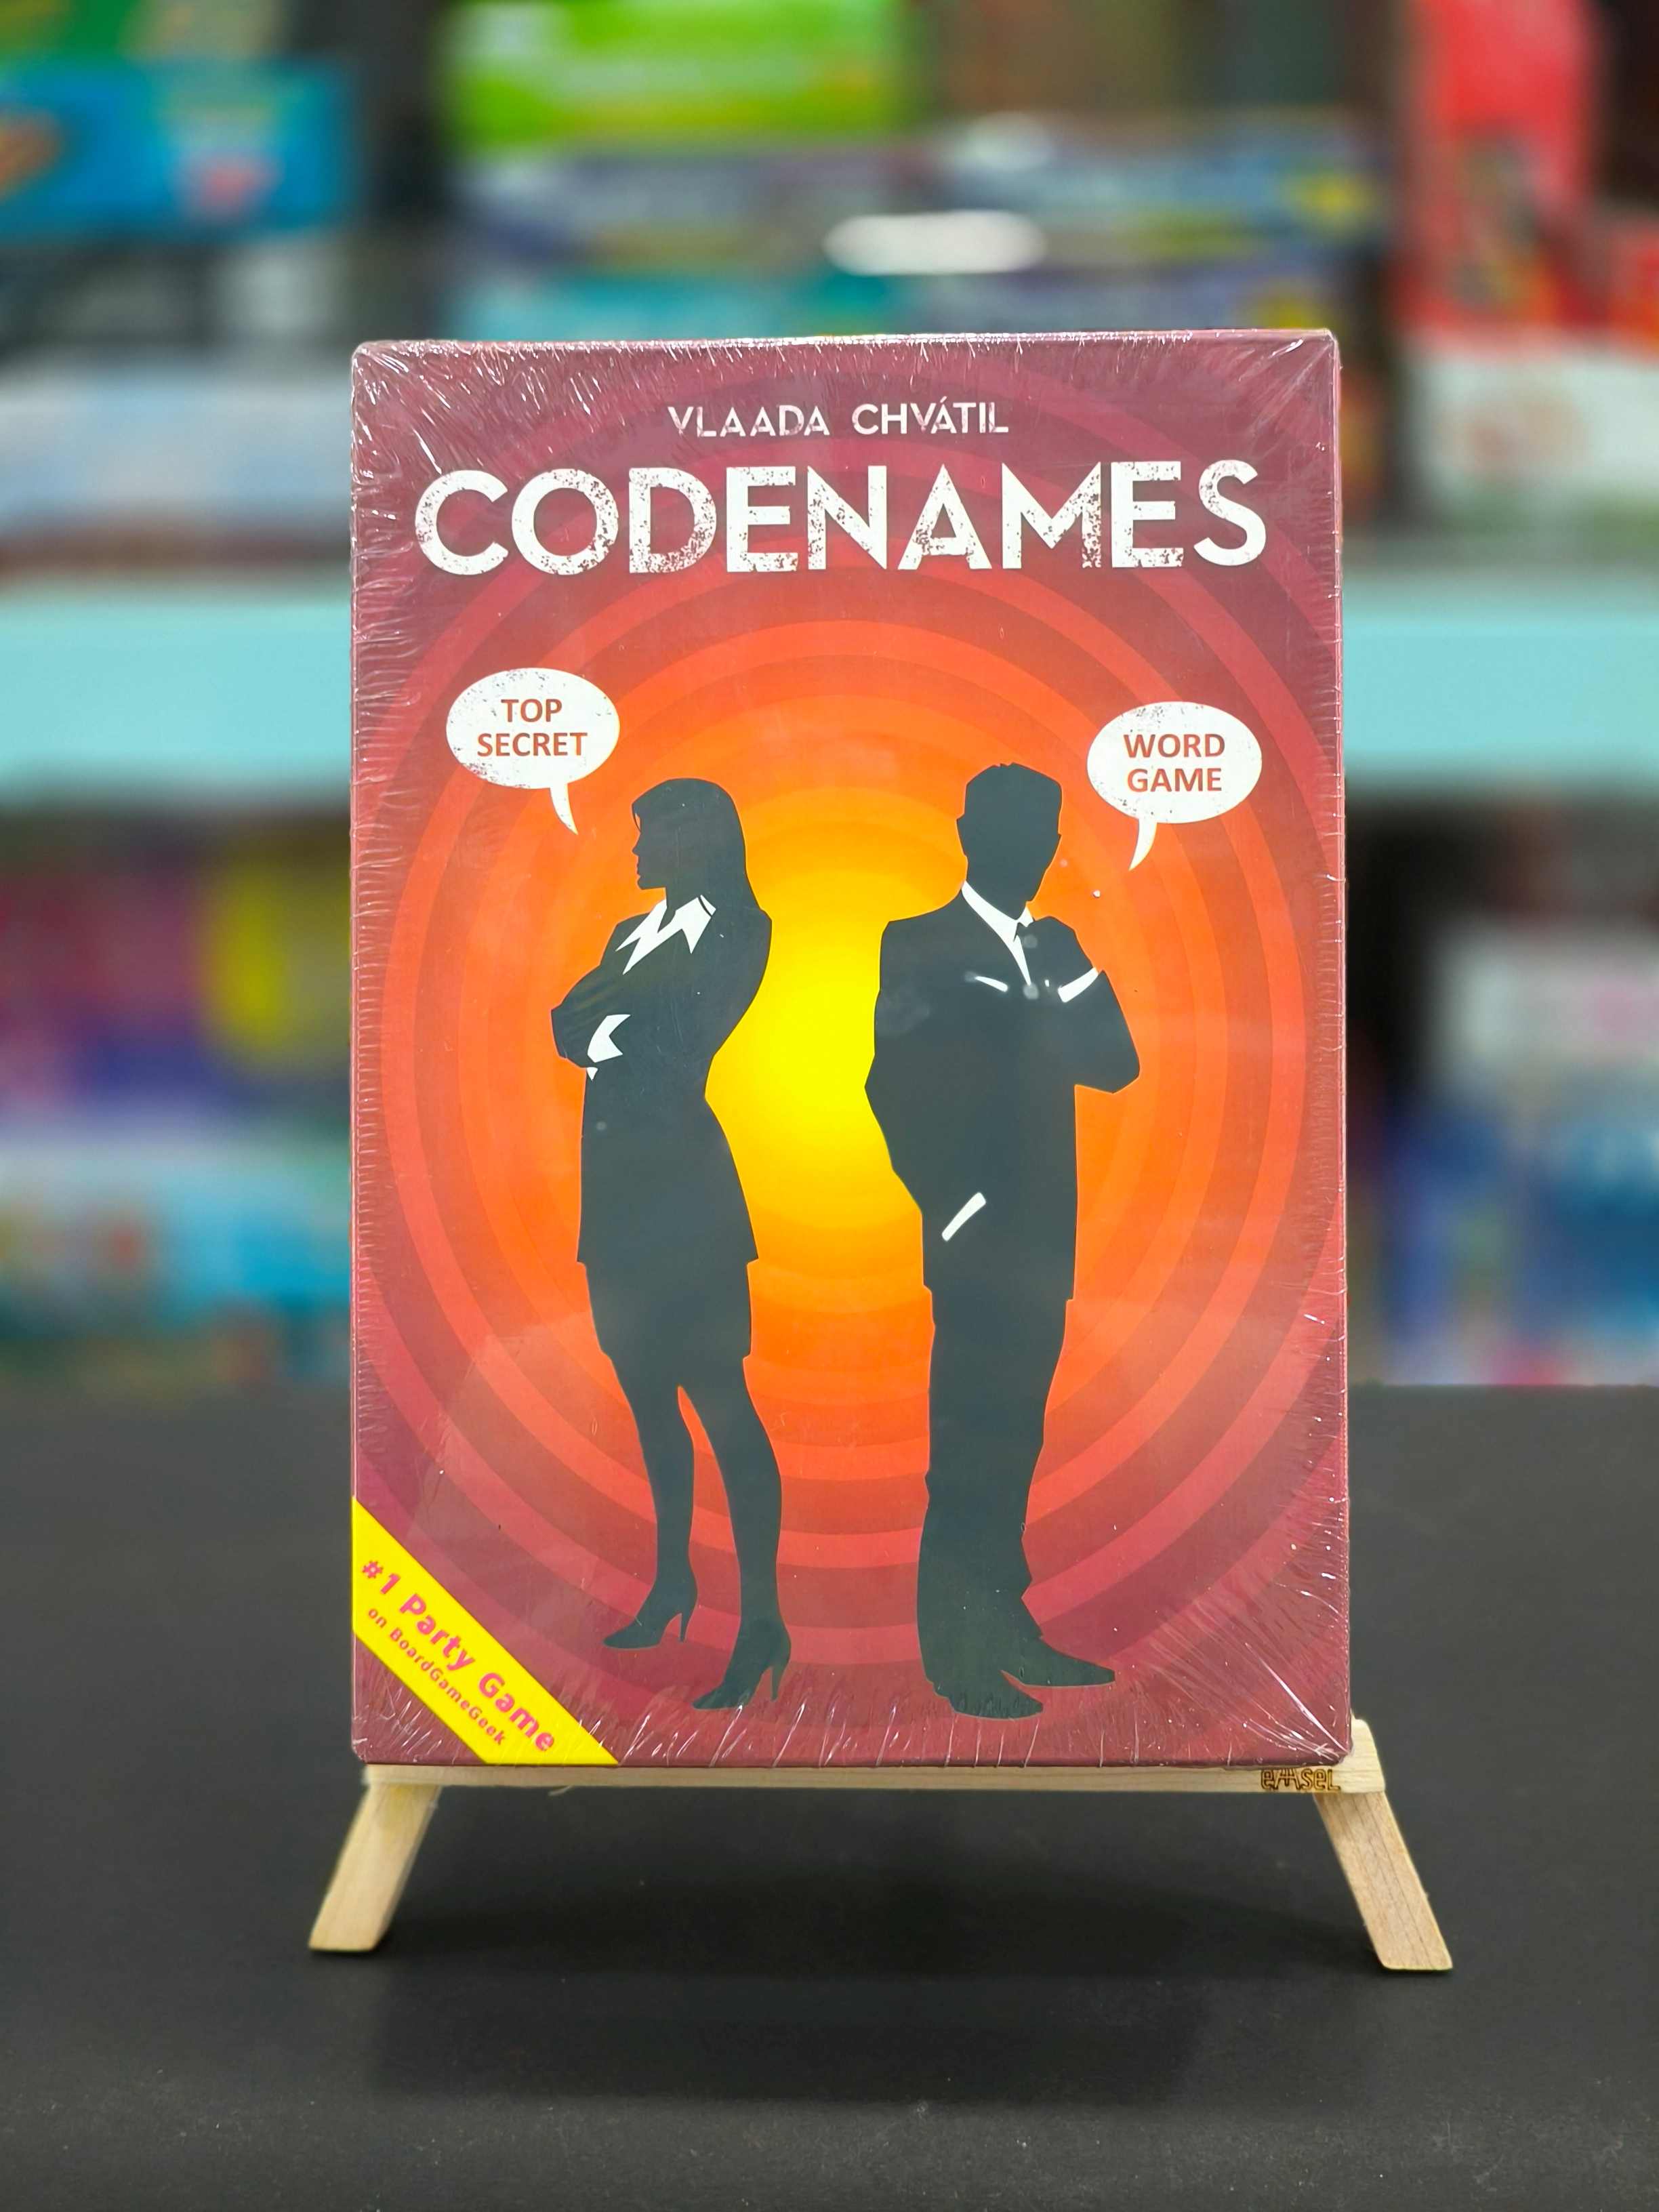 VLAADA CHVÁTIL
CODENAMES
TOP
SECRET
WORD
GAME
#1 Party Game
on BoardGameGeek